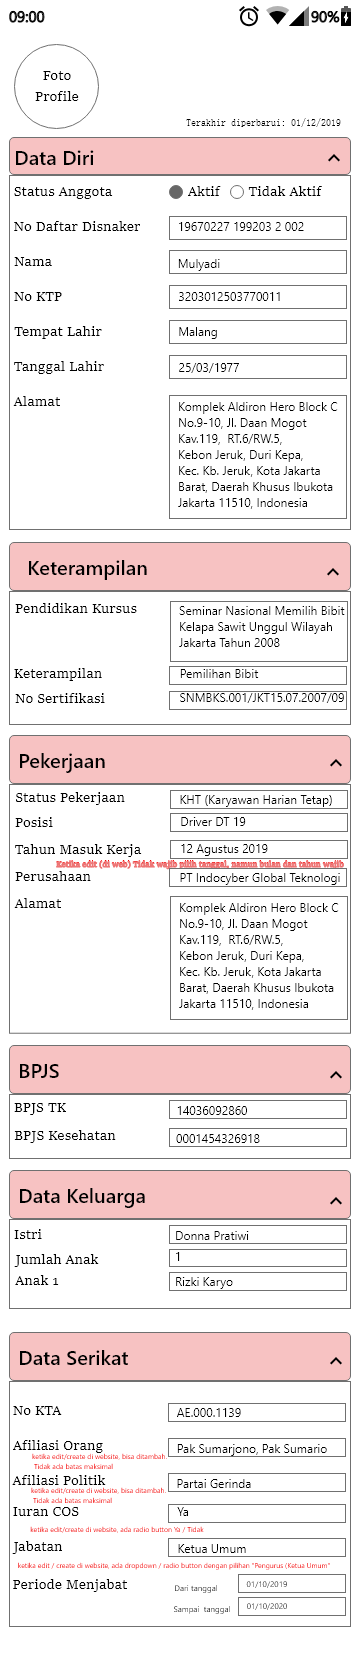 09:00
90%
Foto
Profile
Terakhir diperbarui: 01/12/2019
Data Diri
Status Anggota Aktif Tidak Aktif
No Daftar Disnaker 19670227 199203 2 002
Nama Mulyadi
No KTP 3203012503770011
Tempat Lahir Malang
Tanggal Lahir 25/03/1977
Alamat Komplek Aldiron Hero Block C
No.9-10, Jl. Daan Mogot
Kav.119, RT.6/RW.5,
Kebon Jeruk, Duri Kepa,
Kec. Kb. Jeruk, Kota Jakarta
Barat, Daerah Khusus Ibukota
Jakarta 11510, Indonesia
Keterampilan
Pendidikan Kursus Seminar Nasional Memilih Bibit
Kelapa Sawit Unggul Wilayah
Jakarta Tahun 2008
Keterampilan Pemilihan Bibit
No Sertifikasi SNMBKS.001/JKT15.07.2007/09
Pekerjaan
Status Pekerjaan KHT (Karyawan Harian Tetap)
Posisi Driver DT 19
Tahun Masuk Kerja 12 Agustus 2019
Ketika edit (di web) Tidak wajib pilih tanggal, namun bulan dan tahun wajib
Perusahaan PT Indocyber Global Teknologi
Alamat Komplek Aldiron Hero Block C
No.9-10, Jl. Daan Mogot
Kav.119, RT.6/RW.5,
Kebon Jeruk, Duri Kepa,
Kec. Kb. Jeruk, Kota Jakarta
Barat, Daerah Khusus Ibukota
Jakarta 11510, Indonesia
BPJS
BPJS TK 14036092860
BPJS Kesehatan 0001454326918
Data Keluarga
Istri Donna Pratiwi
Jumlah Anak 1
Anak 1 Rizki Karyo
Data Serikat
No KTA AE.000.1139
Afiliasi Orang Pak Sumarjono, Pak Sumario
ketika edit/create di website, bisa ditambah.
Tidak ada batas maksimal
Afiliasi Politik Partai Gerinda
ketika edit/create di website, bisa ditambah.
Tidak ada batas maksimal
Iuran COS Ya
ketika edit/create di website, ada radio button Ya / Tidak
Jabatan Ketua Umum
ketika edit / create di website, ada dropdown / radio button dengan pilihan "Pengurus (Ketua Umum"
Periode Menjabat Dari tanggal 01/10/2019
Sampai tanggal 01/10/2020